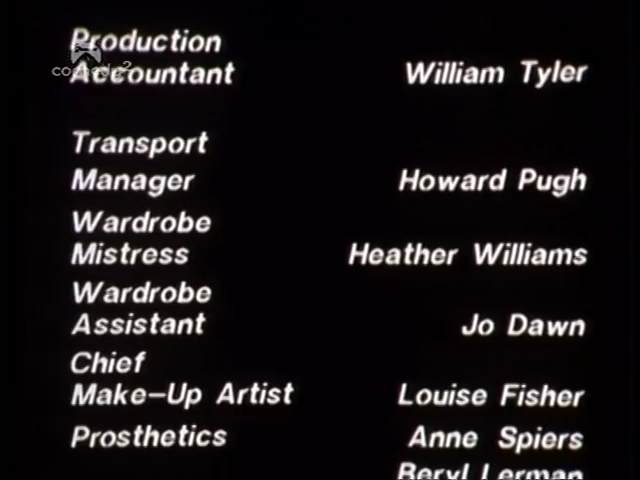 Production
Accountant William Tyler
Transport
Manager Howard Pugh
Wardrobe
Mistress Heather Williams
Wardrobe
Assistant Jo Dawn
Chief
Make-Up Artist Louise Fisher
Prosthetics Anne Spiers
Beryl Lerman